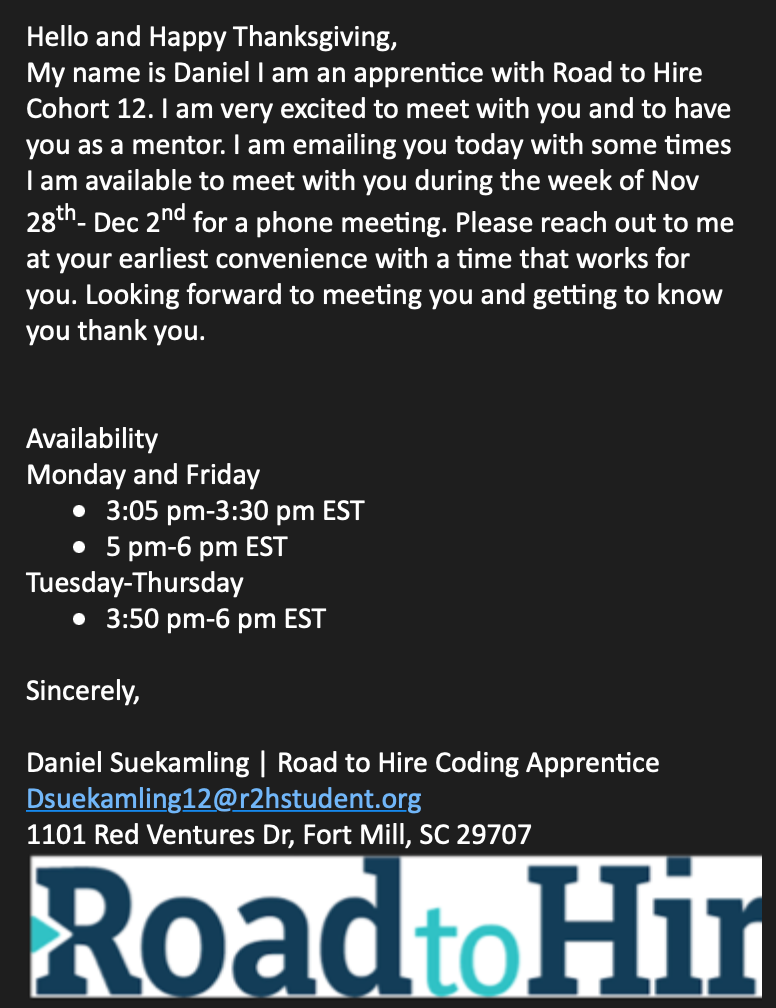 Hello and Happy Thanksgiving,
My name is Daniel I am an apprentice with Road to Hire
Cohort 12. I am very excited to meet with you and to have
you as a mentor. I am emailing you today with some times
I am available to meet with you during the week of Nov
28th- Dec 2nd for a phone meeting. Please reach out to me
at your earliest convenience with a time that works for
you. Looking forward to meeting you and getting to know
you thank you.
Availability
Monday and Friday
• 3:05 pm-3:30 pm EST
• 5 pm-6 pm EST
Tuesday-Thursday
• 3:50 pm-6 pm EST
Sincerely,
Daniel Suekamling | Road to Hire Coding Apprentice
Dsuekamling12@r2hstudent.org
1101 Red Ventures Dr, Fort Mill, SC 29707
Road to Hir